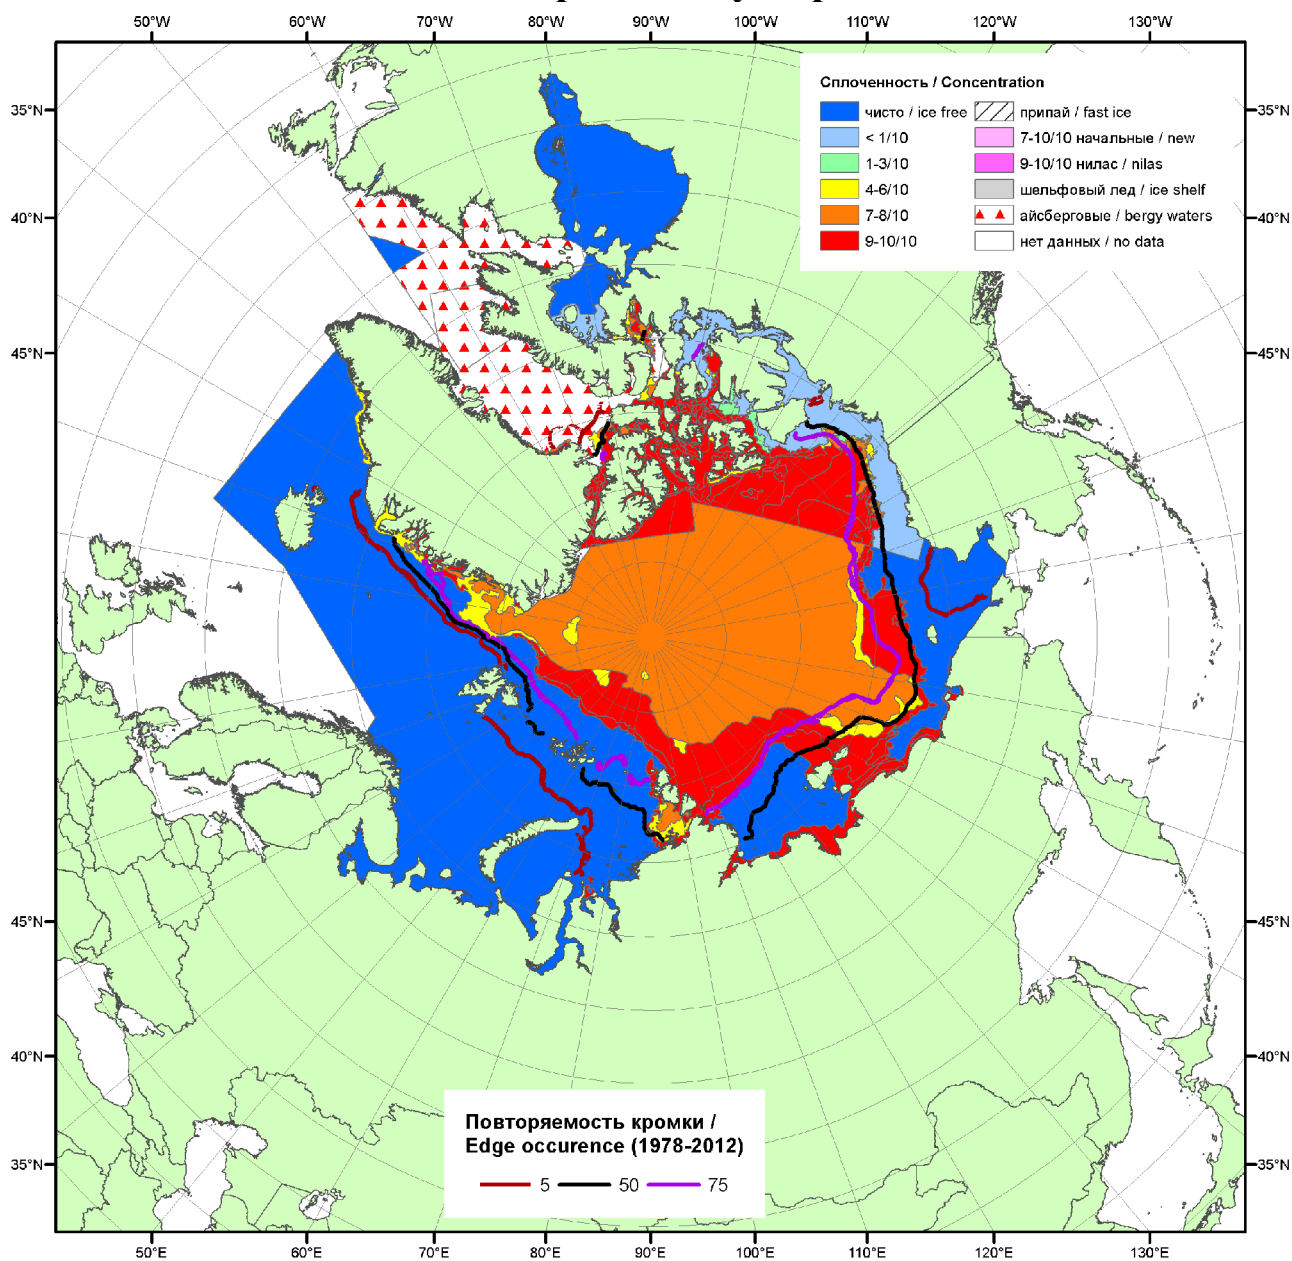 50°W 60°W 70°W 80°W 90°W 100°W 110°W 120°W 130°W
Сплоченность / Concentration
чисто / ice free
< 1/10
1-3/10
4-6/10
7-8/10
9-10/10
припай / fast ice
7-10/10 начальные / new
9-10/10 нилас / nilas
шельфовый лед / ice shelf
айсберговые / bergy waters
нет данных / no data
35°N 35°N
40°N 40°N
45°N 45°N
45°N 45°N
40°N 40°N
35°N 35°N
Повторяемость кромки /
Edge occurence (1978-2012)
5 50 75
50°E 60°E 70°E 80°E 90°E 100°E 110°E 120°E 130°E